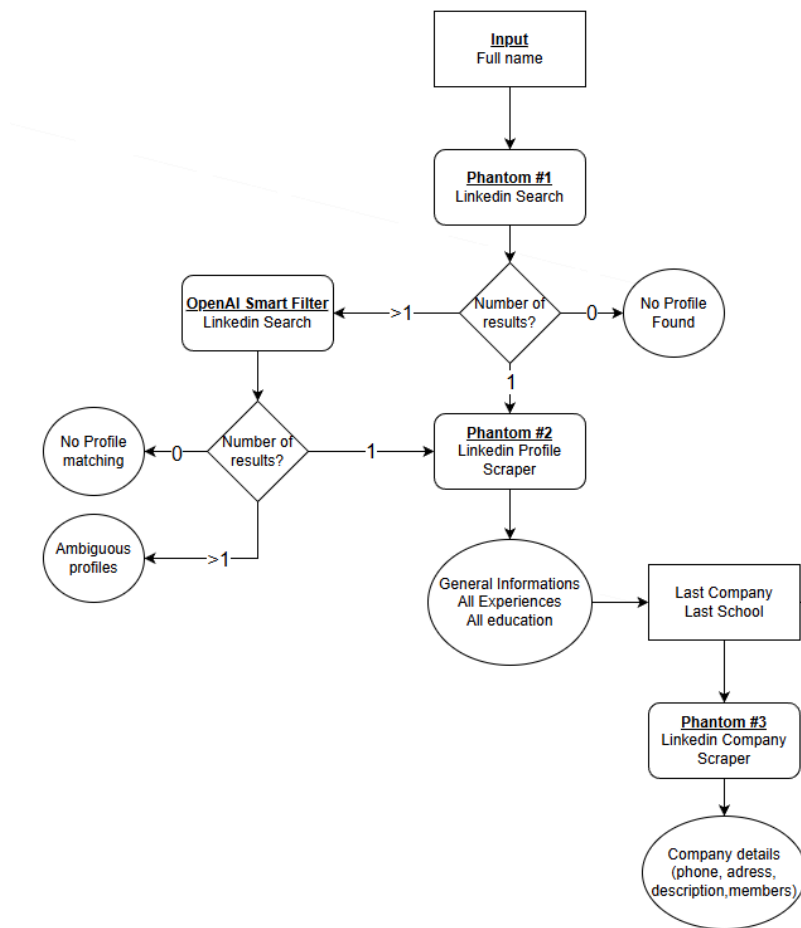 Input
Full name
Phantom #1
Linkedin Search
OpenAI Smart Filter
Linkedin Search
>1
Number of
results?
0
No Profile
Found
1
No Profile
matching
0
Number of
results?
1
Phantom #2
Linkedin Profile
Scraper
Ambiguous
profiles
>1
General Informations
All Experiences
All education
Last Company
Last School
Phantom #3
Linkedin Company
Scraper
Company details
(phone, adress,
description,members)